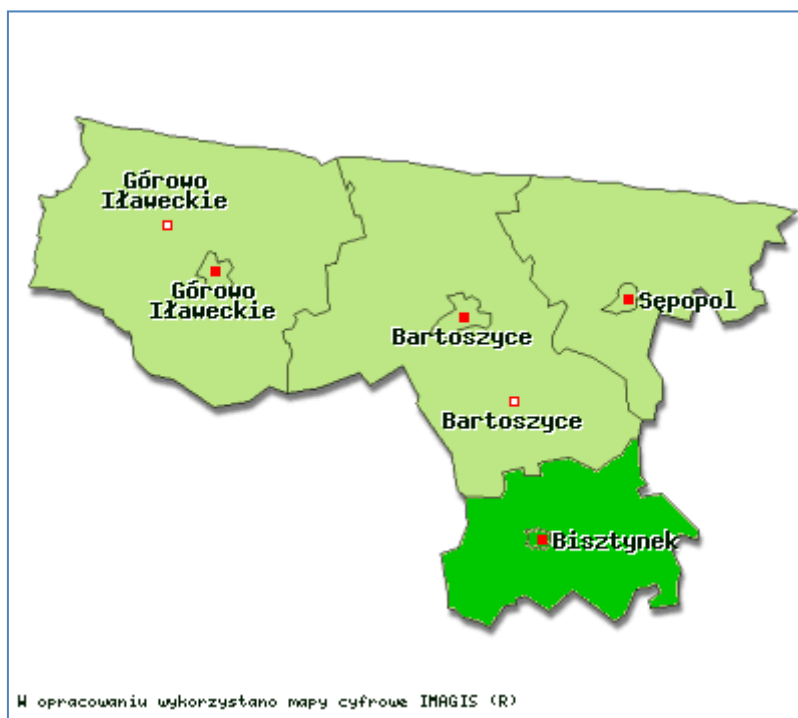 Górowo
Iławeckie
Górowo
Iławeckie
Sępopol
Bartoszyce
Bartoszyce
Bisztynek
W opracowaniu wykorzystano mapy cyfrowe IMAGIS (R)